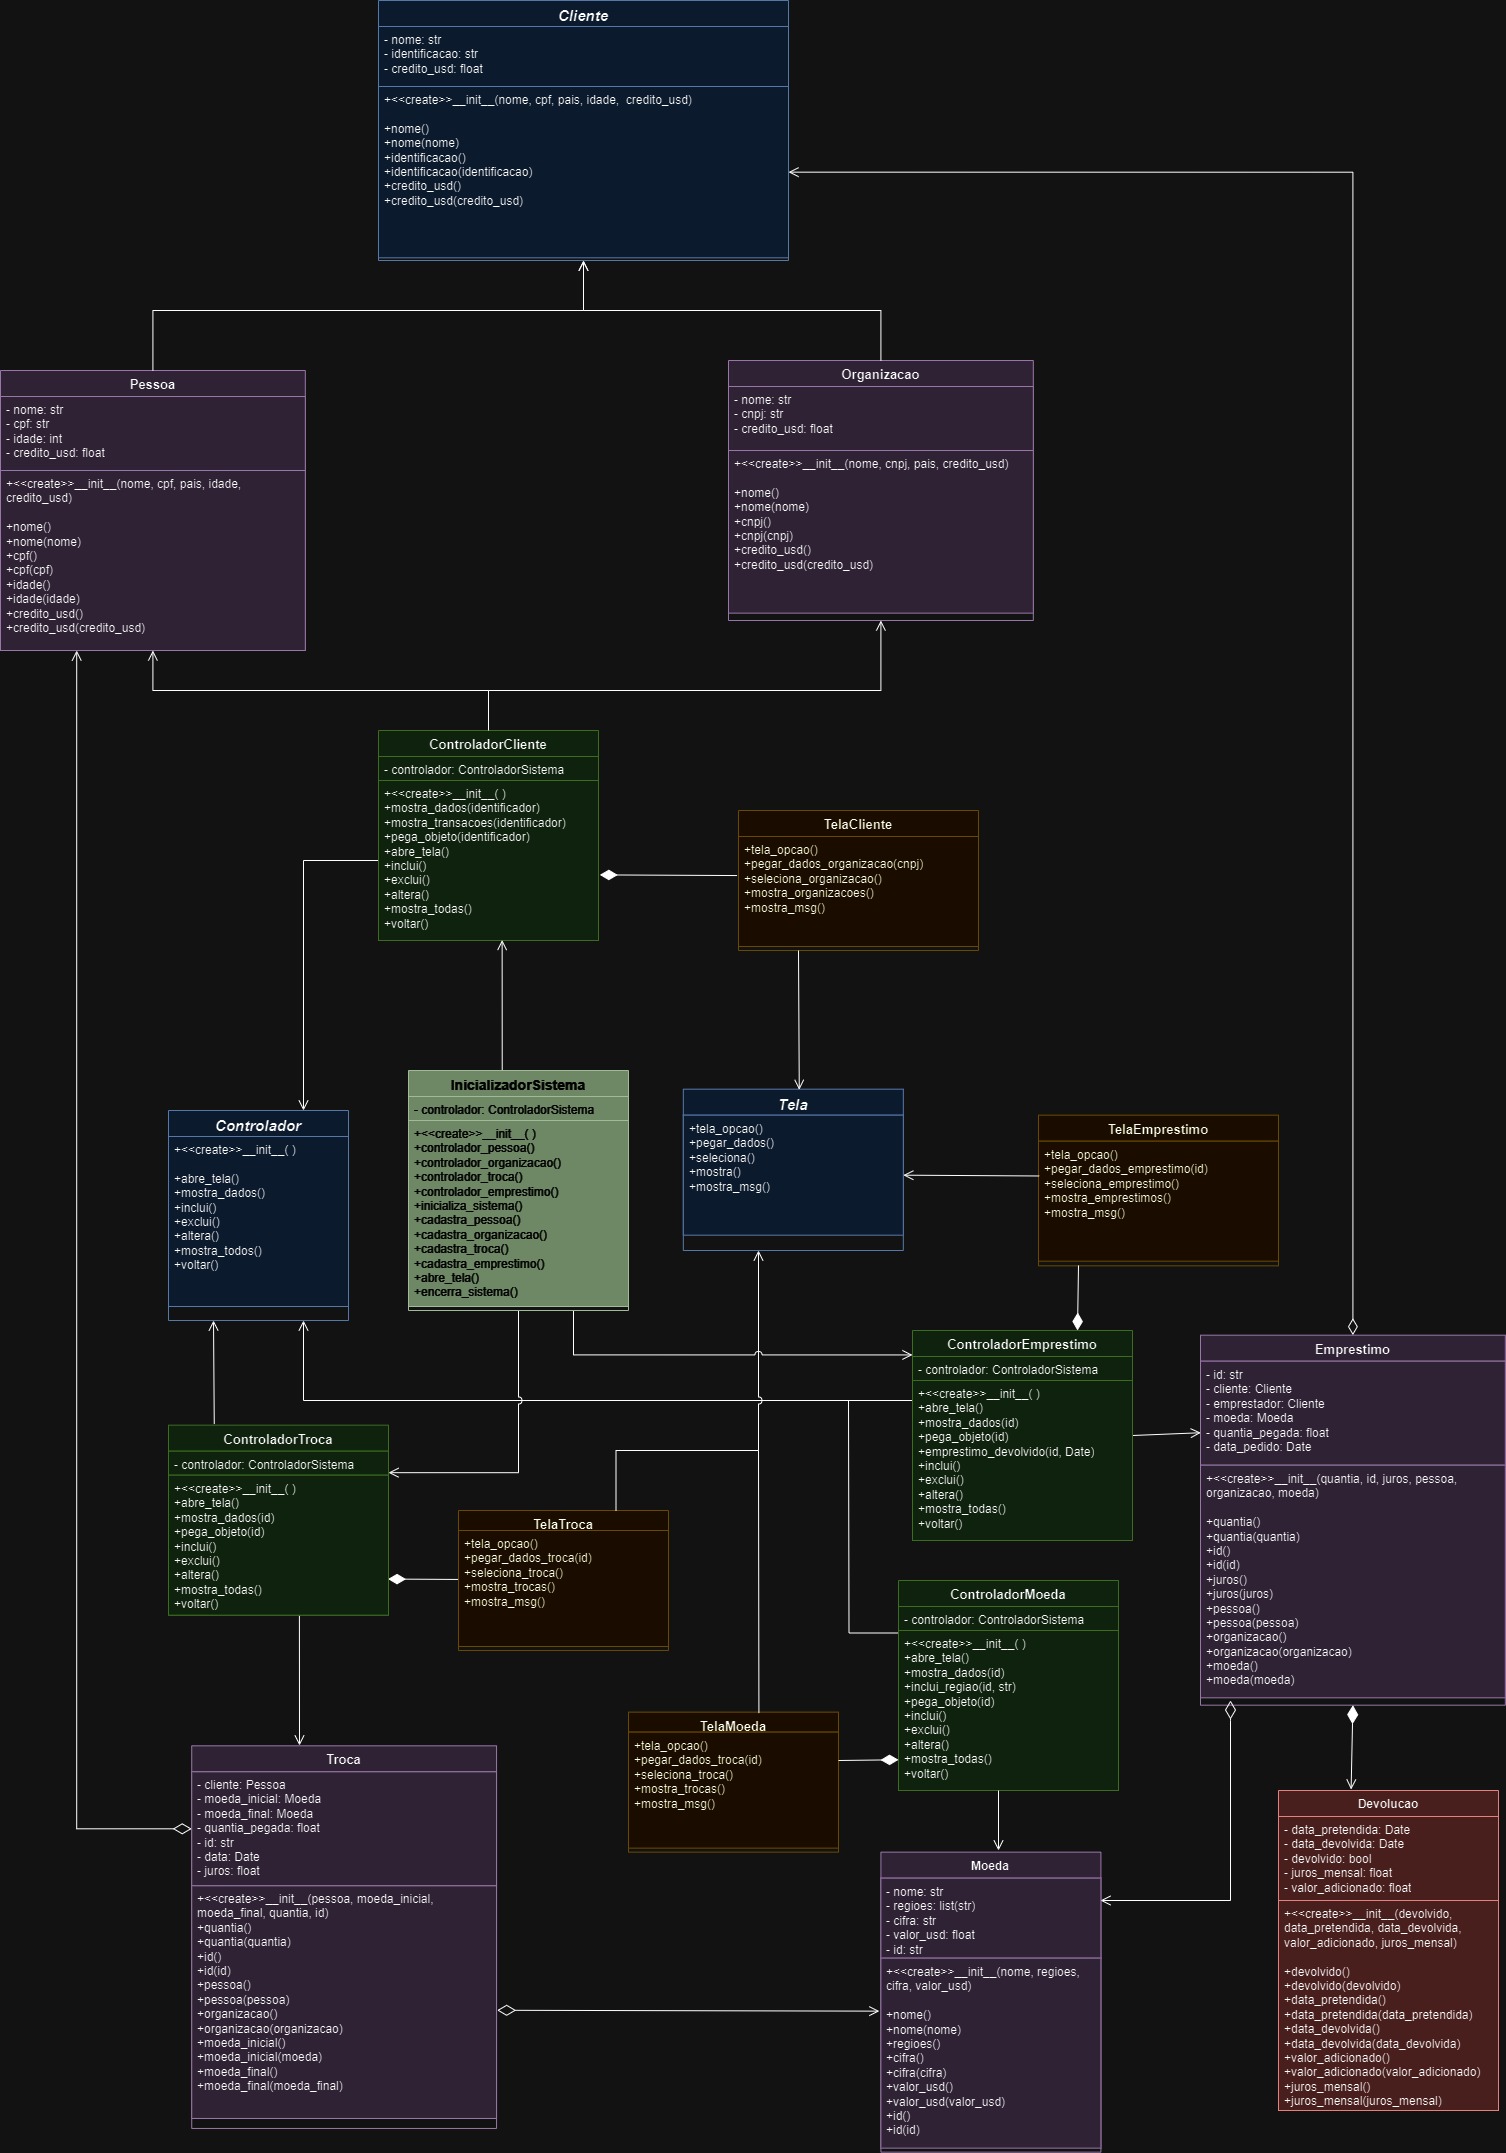 Cliente
- nome: str
- identificacao: str
- credito_usd: float
+<<create>>__init__(nome, cpf, pais, idade,  credito_usd)
+nome()
+nome(nome)
+identificacao()
+identificacao(identificacao)
+credito_usd()
+credito_usd(credito_usd)
Pessoa
- nome: str
- cpf: str
- idade: int
- credito_usd: float
+<<create>>__init__(nome, cpf, pais, idade,
credito_usd)
+nome()
+nome(nome)
+cpf()
+cpf(cpf)
+idade()
+idade(idade)
+credito_usd()
+credito_usd(credito_usd)
Organizacao
- nome: str
- cnpj: str
- credito_usd: float
+<<create>>__init__(nome, cnpj, pais, credito_usd)
+nome()
+nome(nome)
+cnpj()
+cnpj(cnpj)
+credito_usd()
+credito_usd(credito_usd)
ControladorCliente
- controlador: ControladorSistema
+<<create>>__init__( )
+mostra_dados(identificador)
+mostra_transacoes(identificador)
+pega_objeto(identificador)
+abre_tela()
+inclui()
+exclui()
+altera()
+mostra_todas()
+voltar()
TelaCliente
+tela_opcao()
+pegar_dados_organizacao(cnpj)
+seleciona_organizacao()
+mostra_organizacoes()
+mostra_msg()
Controlador
+<<create>>__init__( )
+abre_tela()
+mostra_dados()
+inclui()
+exclui()
+altera()
+mostra_todos()
+voltar()
InicializadorSistema
- controlador: ControladorSistema
+<<create>>__init__( )
+controlador_pessoa()
+controlador_organizacao()
+controlador_troca()
+controlador_emprestimo()
+inicializa_sistema()
+cadastra_pessoa()
+cadastra_organizacao()
+cadastra_troca()
+cadastra_emprestimo()
+abre_tela()
+encerra_sistema()
Tela
+tela_opcao()
+pegar_dados()
+seleciona()
+mostra()
+mostra_msg()
TelaEmprestimo
+tela_opcao()
+pegar_dados_emprestimo(id)
+seleciona_emprestimo()
+mostra_emprestimos()
+mostra_msg()
ControladorEmprestimo
- controlador: ControladorSistema
+<<create>>__init__( )
+abre_tela()
+mostra_dados(id)
+pega_objeto(id)
+emprestimo_devolvido(id, Date)
+inclui()
+exclui()
+altera()
+mostra_todas()
+voltar()
Emprestimo
- id: str
- cliente: Cliente
- emprestador: Cliente
- moeda: Moeda
- quantia_pegada: float
- data_pedido: Date
+<<create>>__init__(quantia, id, juros, pessoa,
organizacao, moeda)
+quantia()
+quantia(quantia)
+id()
+id(id)
+juros()
+juros(juros)
+pessoa()
+pessoa(pessoa)
+organizacao()
+organizacao(organizacao)
+moeda()
+moeda(moeda)
ControladorTroca
- controlador: ControladorSistema
+<<create>>__init__( )
+abre_tela()
+mostra_dados(id)
+pega_objeto(id)
+inclui()
+exclui()
+altera()
+mostra_todas()
+voltar()
TelaTroca
+tela_opcao()
+pegar_dados_troca(id)
+seleciona_troca()
+mostra_trocas()
+mostra_msg()
ControladorMoeda
- controlador: ControladorSistema
+<<create>>__init__( )
+abre_tela()
+mostra_dados(id)
+inclui_regiao(id, str)
+pega_objeto(id)
+inclui()
+exclui()
+altera()
+mostra_todas()
+voltar()
TelaMoeda
+tela_opcao()
+pegar_dados_troca(id)
+seleciona_troca()
+mostra_trocas()
+mostra_msg()
Troca
- cliente: Pessoa
- moeda_inicial: Moeda
- moeda_final: Moeda
- quantia_pegada: float
- id: str
- data: Date
- juros: float
+<<create>>__init__(pessoa, moeda_inicial,
moeda_final, quantia, id)
+quantia()
+quantia(quantia)
+id()
+id(id)
+pessoa()
+pessoa(pessoa)
+organizacao()
+organizacao(organizacao)
+moeda_inicial()
+moeda_inicial(moeda)
+moeda_final()
+moeda_final(moeda_final)
Moeda
- nome: str
- regioes: list(str)
- cifra: str
- valor_usd: float
- id: str
+<<create>>__init__(nome, regioes,
cifra, valor_usd)
+nome()
+nome(nome)
+regioes()
+cifra()
+cifra(cifra)
+valor_usd()
+valor_usd(valor_usd)
+id()
+id(id)
Devolucao
- data_pretendida: Date
- data_devolvida: Date
- devolvido: bool
- juros_mensal: float
- valor_adicionado: float
+<<create>>__init__(devolvido,
data_pretendida, data_devolvida,
valor_adicionado, juros_mensal)
+devolvido()
+devolvido(devolvido)
+data_pretendida()
+data_pretendida(data_pretendida)
+data_devolvida()
+data_devolvida(data_devolvida)
+valor_adicionado()
+valor_adicionado(valor_adicionado)
+juros_mensal()
+juros_mensal(juros_mensal)